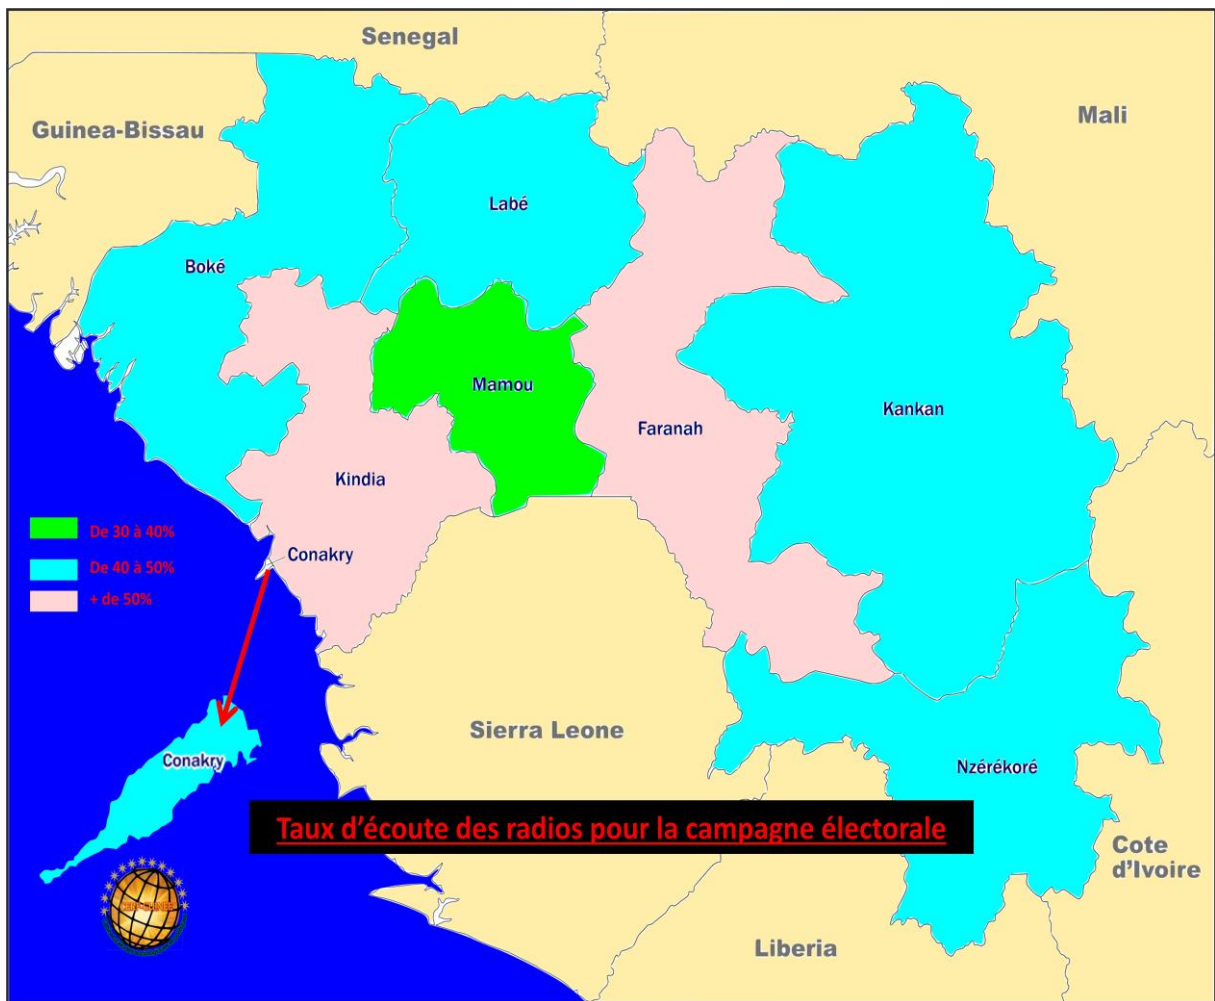 Senegal
Mali
Guinea-Bissau
Labé
Boké
Mamou
Kankan
Faranah
Kindia
De 30 à 40%
Conakry
De 40 à 50%
+ de 50%
Sierra Leone
Conakry
Nzérékoré
Taux d'écoute des radios pour la campagne électorale
Cote
d'Ivoire
Liberia